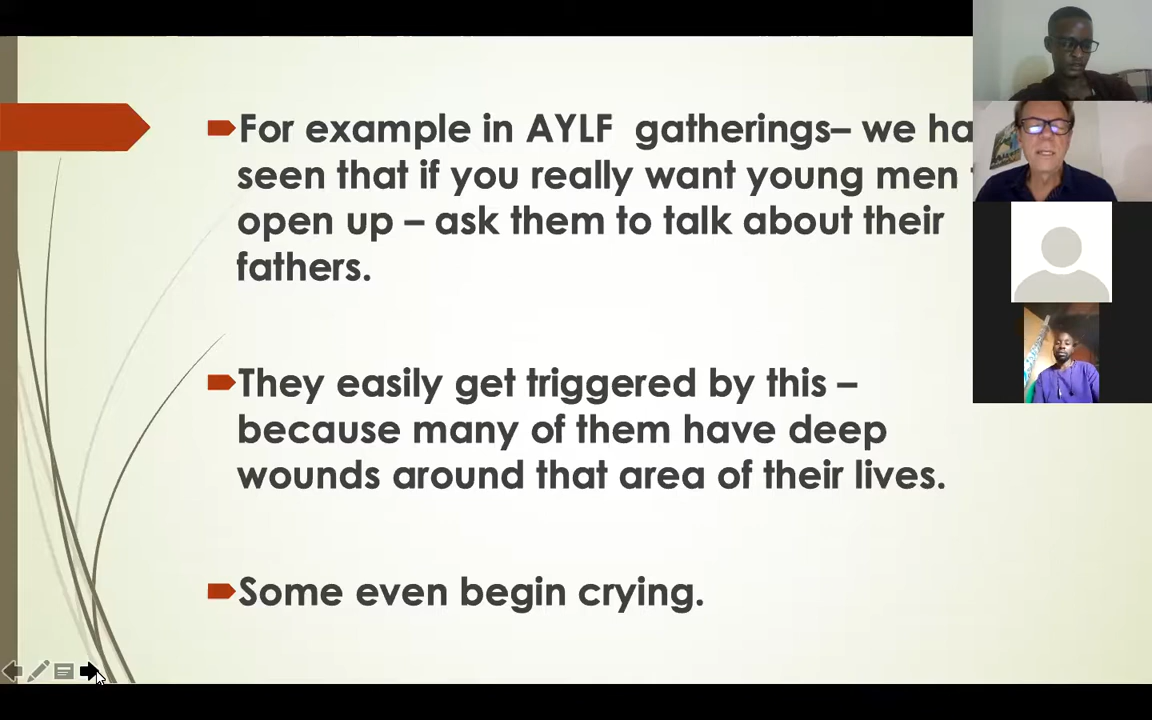 For example in AYLF gatherings– we ha
seen that if you really want young men
open up – ask them to talk about their
fathers.
They easily get triggered by this –
because many of them have deep
wounds around that area of their lives.
Some even begin crying.